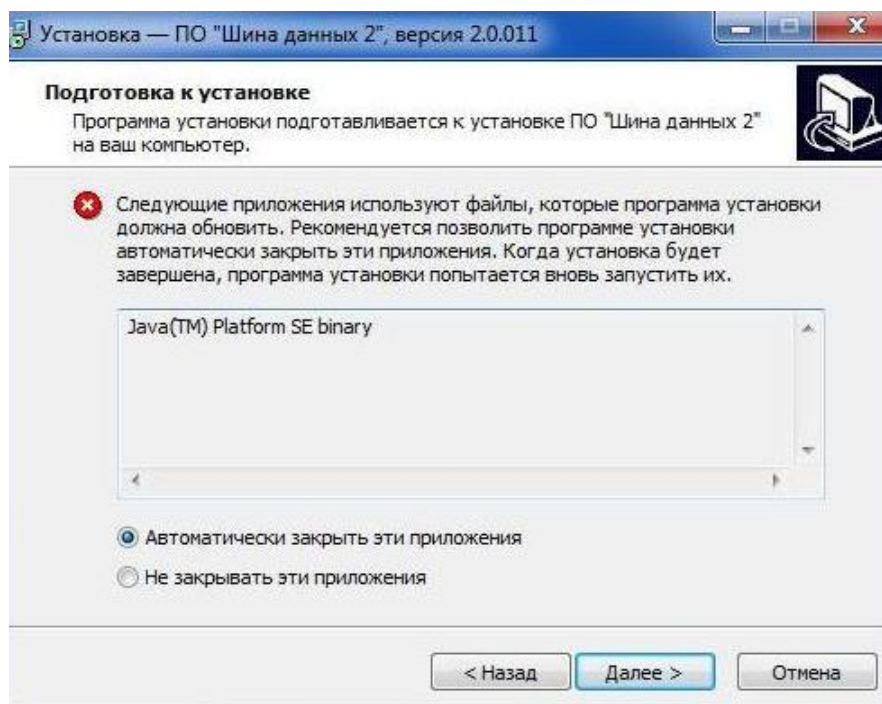 Установка — ПО "Шина данных 2", версия 2.0.011
Подготовка к установке
Программа установки подготавливается к установке ПО "Шина данных 2"
на ваш компьютер.
Следующие приложения используют файлы, которые программа установки
должна обновить. Рекомендуется позволить программе установки
автоматически закрыть эти приложения. Когда установка будет
завершена, программа установки попытается вновь запустить их.
Java(TM) Platform SE binary
Автоматически закрыть эти приложения
Не закрывать эти приложения
< Назад
Далее >
Отмена